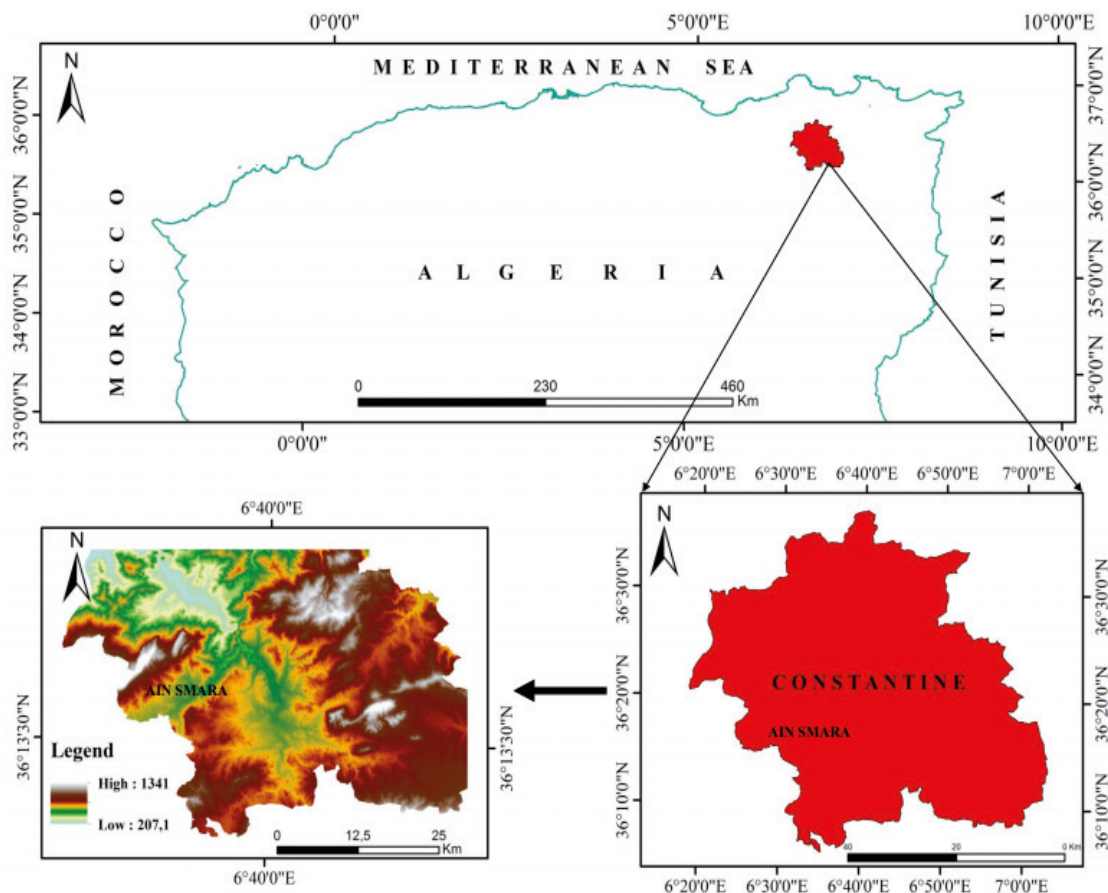 0°0'0" 5°0'0"E 10°0'0"E
N
MEDITERRANEAN SEA
36°0'0"N
35°0'0"N
34°0'0"N
33°0'0"N
37°0'0"N
36°0'0"N
35°0'0"N
34°0'0"N
MOROCCO
ALGERIA
TUNISIA
0 230 460
Km
0°0'0" 5°0'0"E 10°0'0"E
6°40'0"E
N
AIN SMARA
36°13'30"N
36°13'30"N
Legend
High : 1341
Low : 207,1
0 12,5 25
Km
6°40'0"E
6°20'0"E 6°30'0"E 6°40'0"E 6°50'0"E 7°0'0"E
N
36°30'0"N
36°20'0"N
36°10'0"N
36°30'0"N
36°20'0"N
36°10'0"N
CONSTANTINE
AIN SMARA
40 20 0 Km
6°20'0"E 6°30'0"E 6°40'0"E 6°50'0"E 7°0'0"E